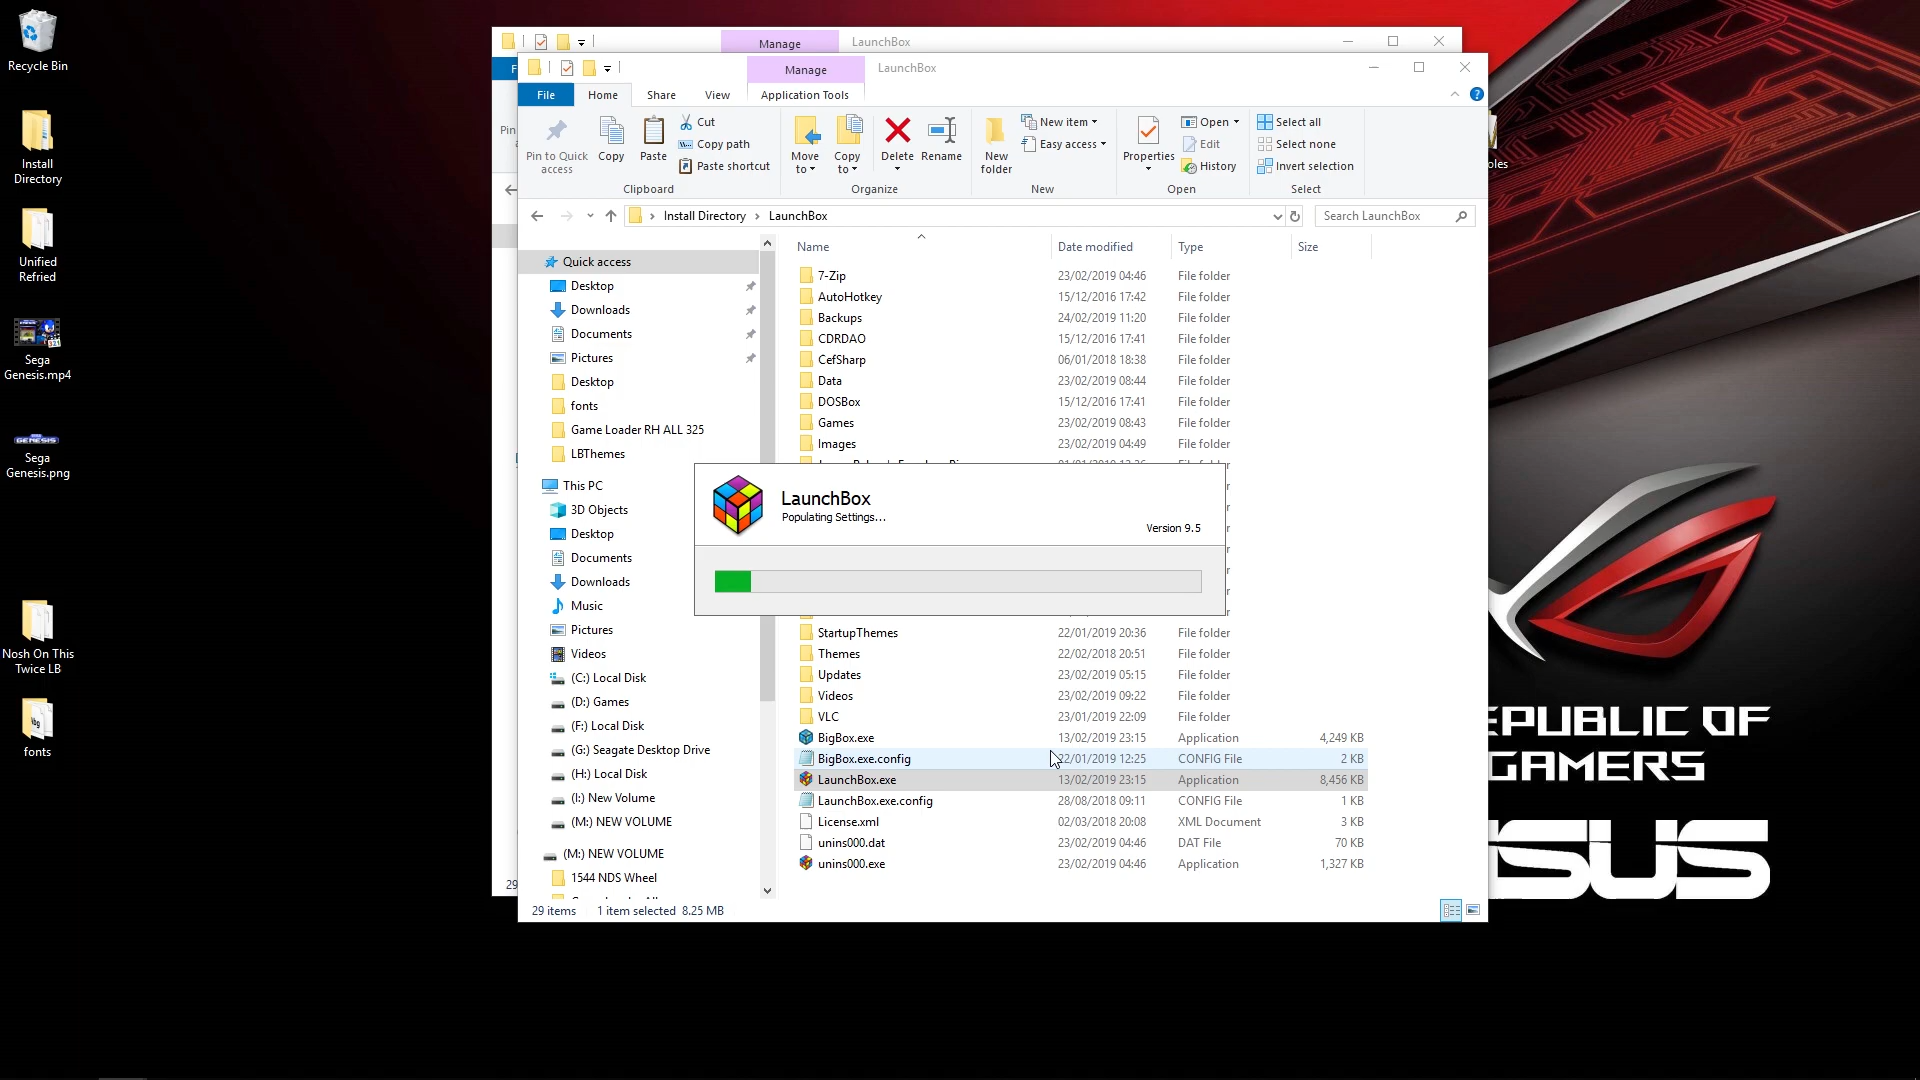 Recycle Bin
Install
Directory
Unified
Refried
Sega
Genesis.mp4
GENESIS
Sega
Genesis.png
Nosh On This
Twice LB
fonts
Manage
LaunchBox
Manage
LaunchBox
File
Home
Share
View
Application Tools
Pin to Quick
access
Copy
Paste
Cut
Copy path
Paste shortcut
Move
to
Copy
to
Delete
Rename
New
folder
New item
Easy access
Properties
Open
Edit
History
Select all
Select none
Invert selection
Clipboard
Organize
New
Open
Select
Install Directory > LaunchBox
Search LaunchBox
Name
Date modified
Type
Size
Quick access
Desktop
Downloads
Documents
Pictures
Desktop
fonts
Game Loader RH ALL 325
LBThemes
This PC
3D Objects
Desktop
Documents
Downloads
Music
Pictures
Videos
(C:) Local Disk
(D:) Games
(F:) Local Disk
(G:) Seagate Desktop Drive
(H:) Local Disk
(I:) New Volume
(M:) NEW VOLUME
(M:) NEW VOLUME
1544 NDS Wheel
7-Zip 23/02/2019 04:46 File folder
AutoHotkey 15/12/2016 17:42 File folder
Backups 24/02/2019 11:20 File folder
CDRDAO 15/12/2016 17:41 File folder
CefSharp 06/01/2018 18:38 File folder
Data 23/02/2019 08:44 File folder
DOSBox 15/12/2016 17:41 File folder
Games 23/02/2019 08:43 File folder
Images 23/02/2019 04:49 File folder
LaunchBox
Populating Settings...
Version 9.5
StartupThemes 22/01/2019 20:36 File folder
Themes 22/02/2018 20:51 File folder
Updates 23/02/2019 05:15 File folder
Videos 23/02/2019 09:22 File folder
VLC 23/01/2019 22:09 File folder
BigBox.exe 13/02/2019 23:15 Application 4,249 KB
BigBox.exe.config 22/01/2019 12:25 CONFIG File 2 KB
LaunchBox.exe 13/02/2019 23:15 Application 8,456 KB
LaunchBox.exe.config 28/08/2018 09:11 CONFIG File 1 KB
License.xml 02/03/2018 20:08 XML Document 3 KB
unins000.dat 23/02/2019 04:46 DAT File 70 KB
unins000.exe 23/02/2019 04:46 Application 1,327 KB
29 items 1 item selected 8.25 MB
29
EPUBLIC OF
GAMERS
SUS